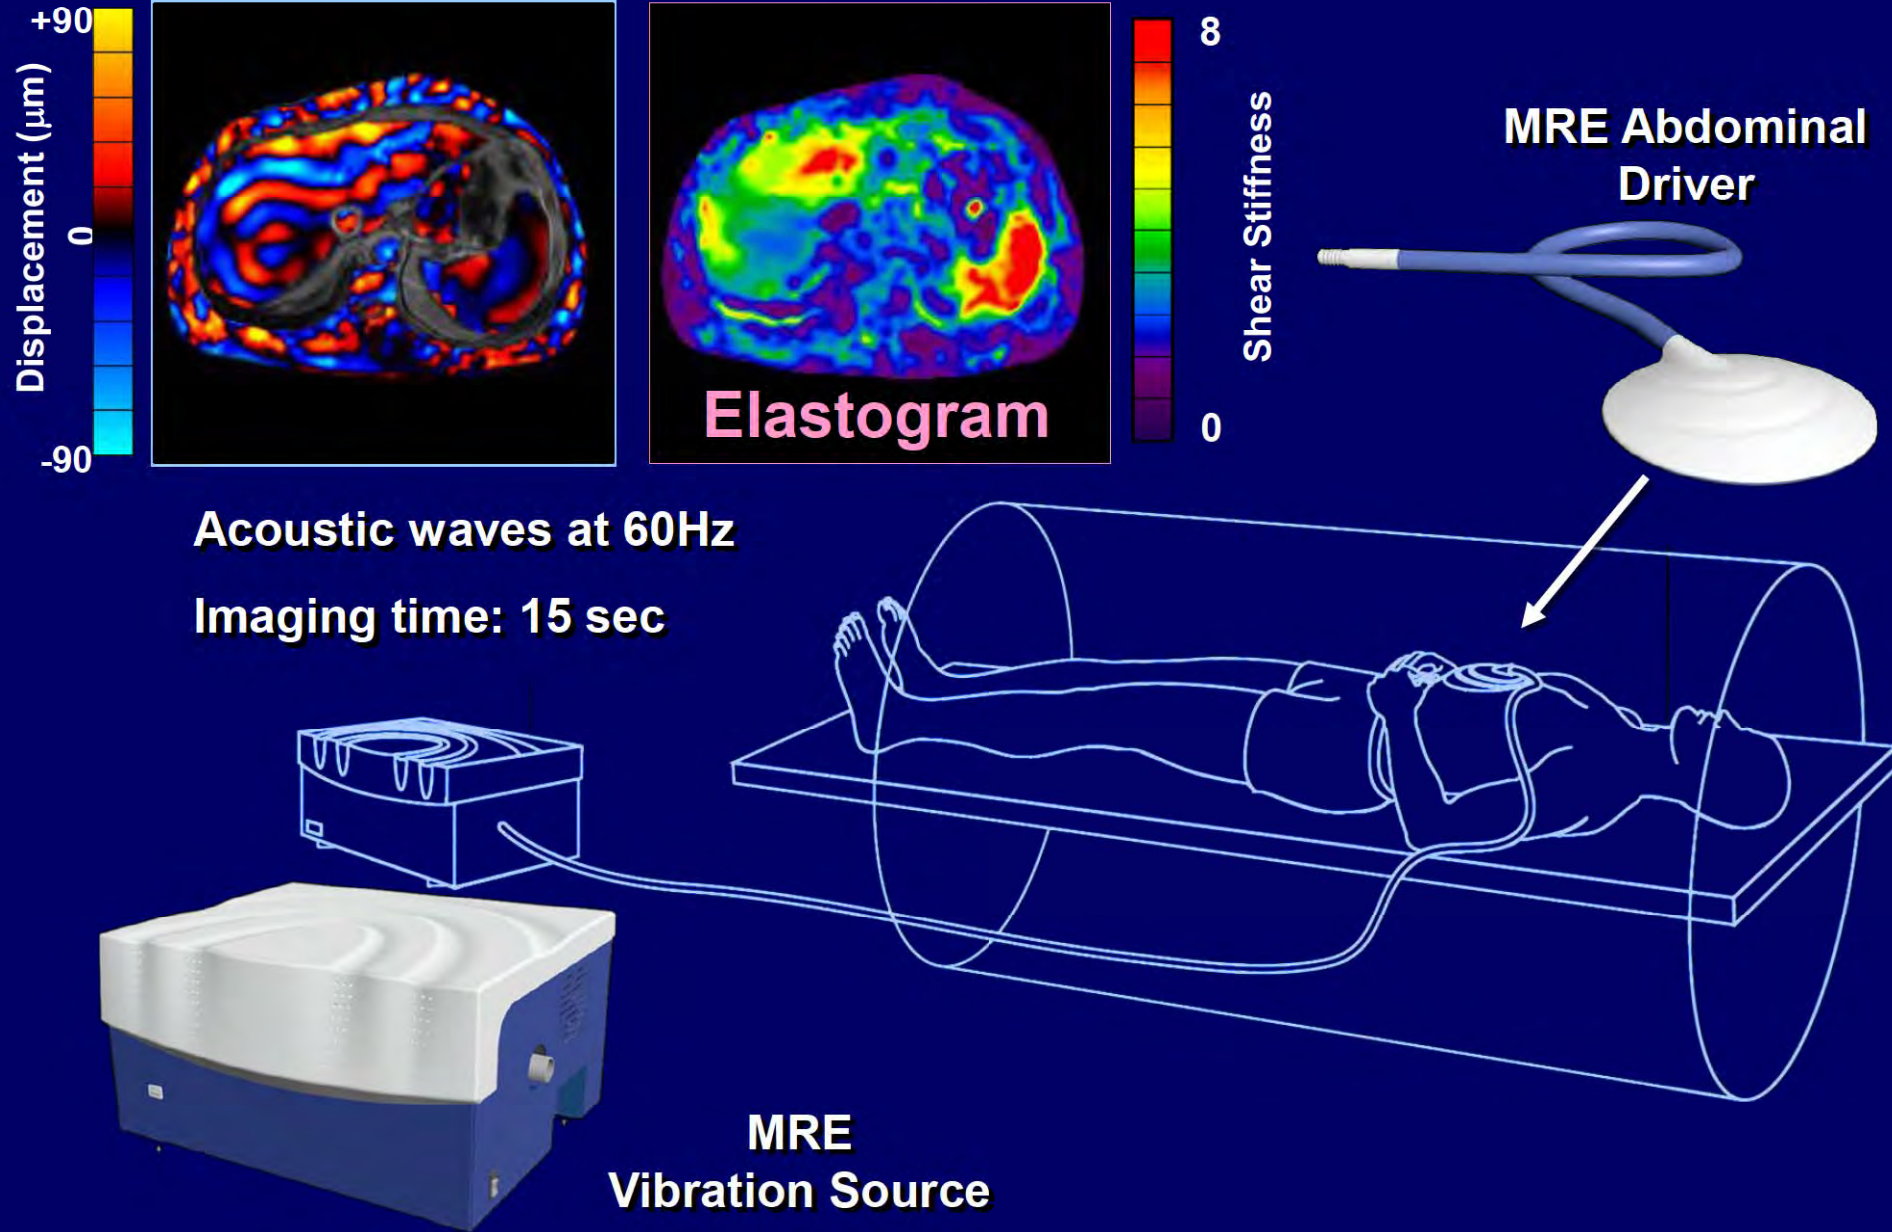 +90
Displacement (μm)
0
-90
Elastogram
8
Shear Stiffness
0
MRE Abdominal
Driver
Acoustic waves at 60Hz
Imaging time: 15 sec
MRE
Vibration Source